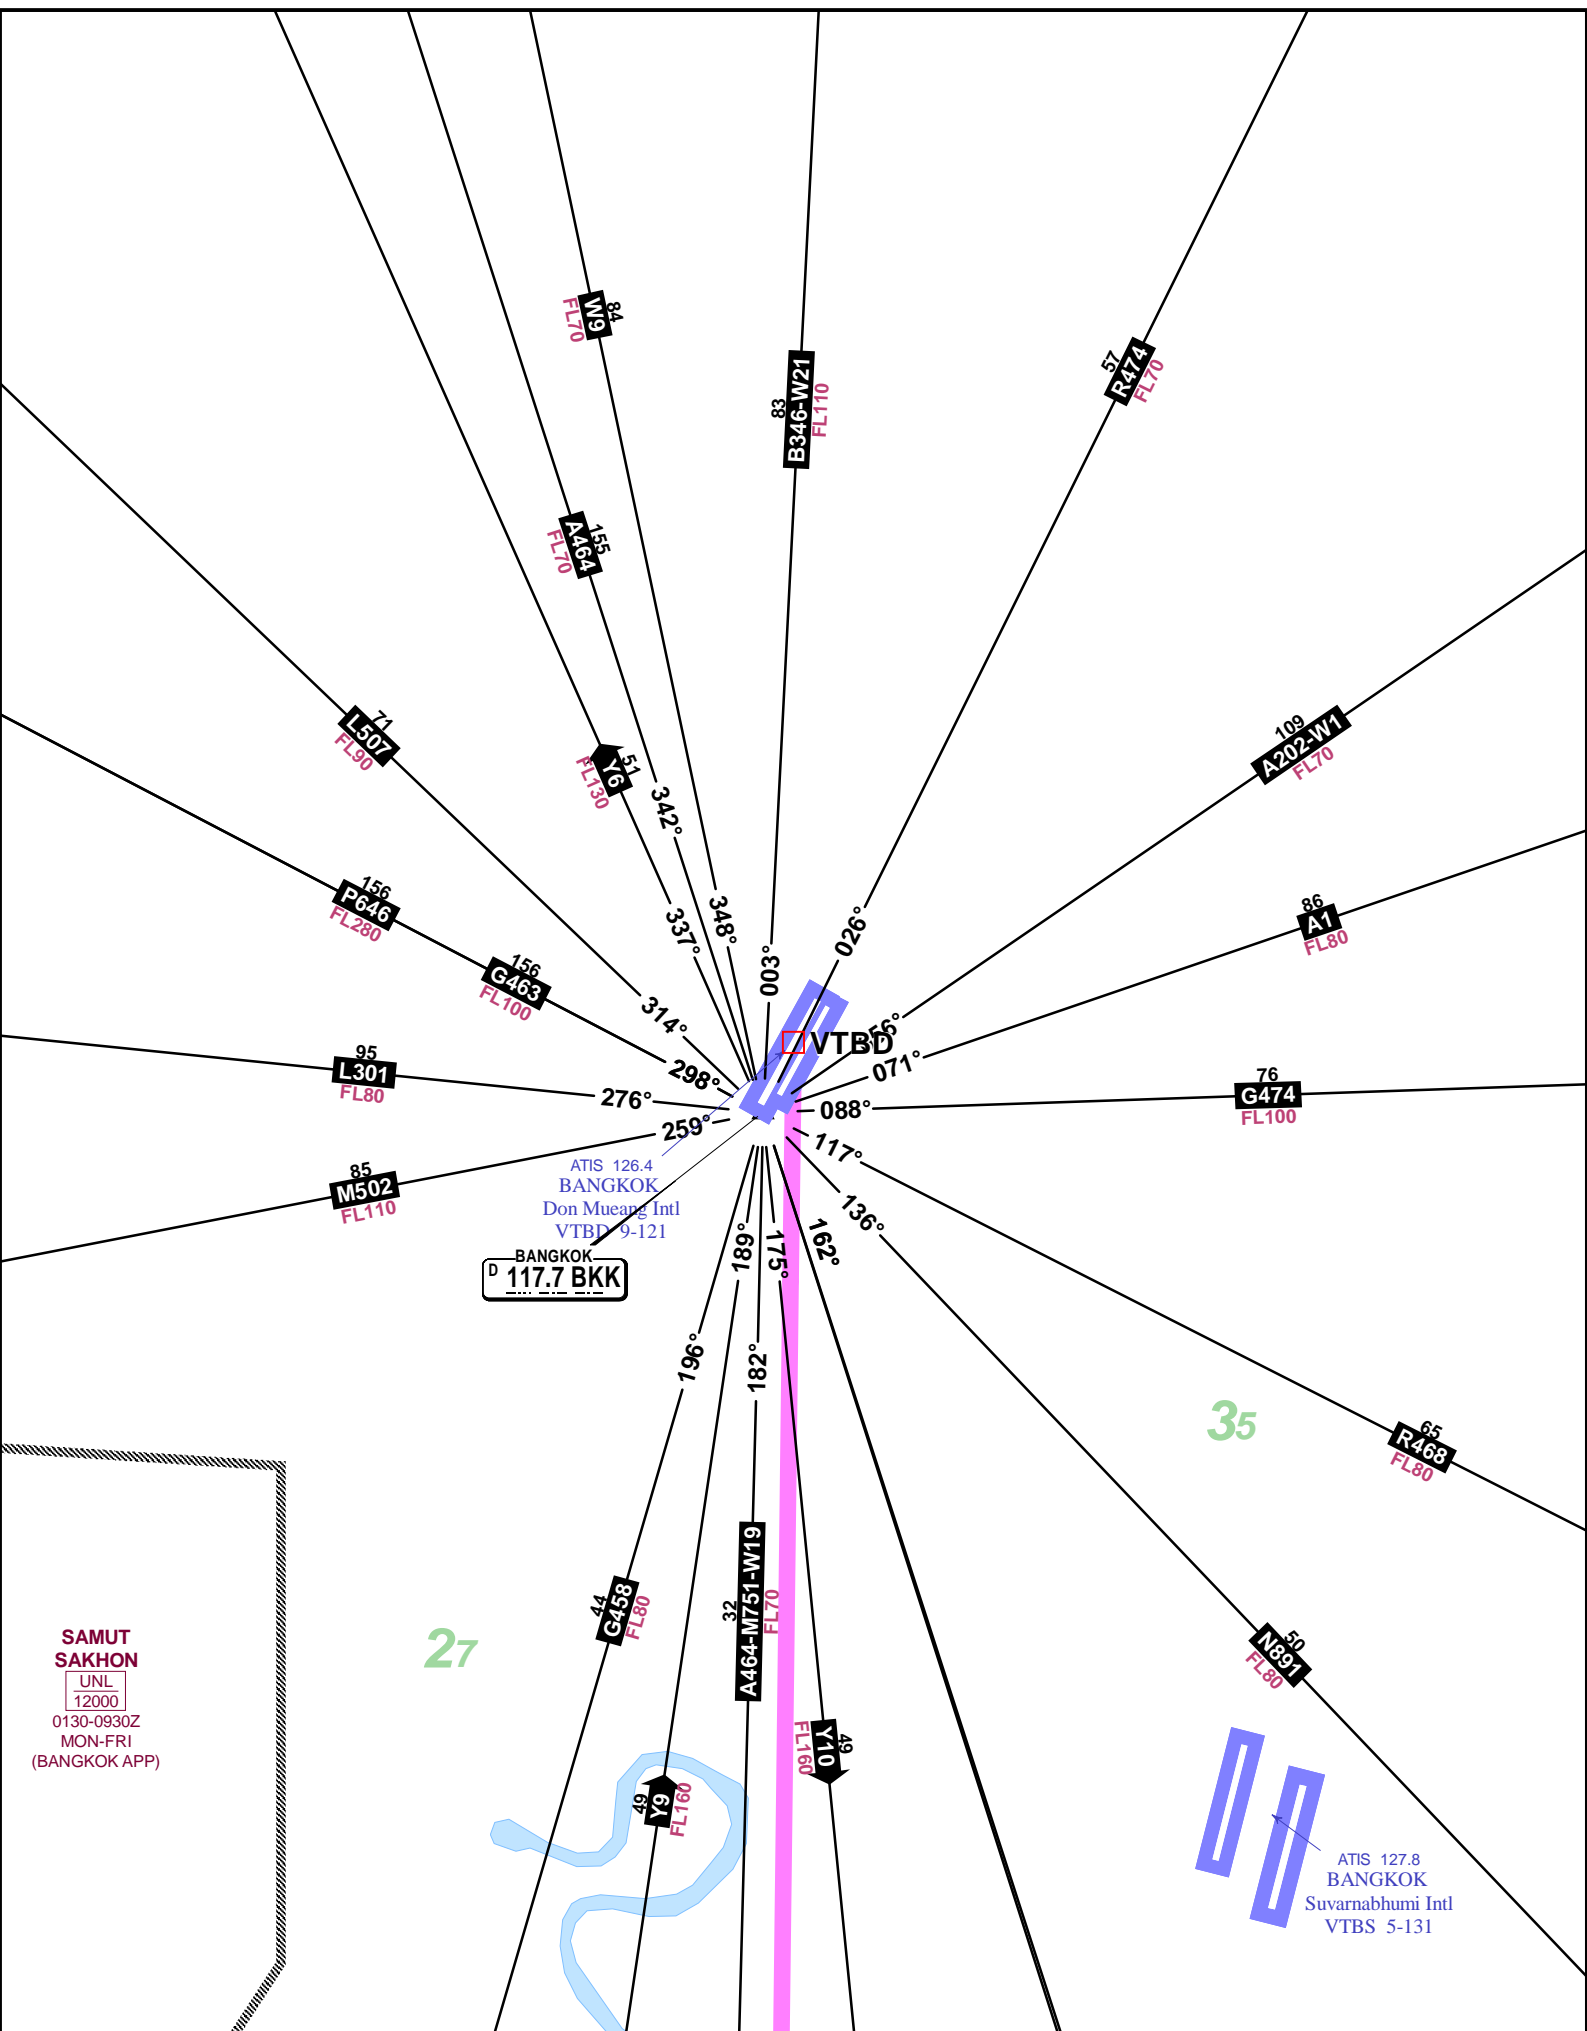 84
W9
FL70
83
B346-W21
FL110
57
R474
FL70
155
A464
FL70
71
L507
FL90
51
Y6
FL130
109
A202-W1
FL70
342°
156
P646
FL280
337°
348°
003°
026°
86
A1
FL80
156
G463
FL100
314°
VTBD
071°
298°
95
L301
FL80
276°
088°
76
G474
FL100
259°
117°
85
M502
FL110
ATIS 126.4
BANGKOK
Don Mueang Intl
VTBD 9-121
136°
189°
175°
162°
BANGKOK
D 117.7 BKK
196°
182°
35
65
R468
FL80
44
G458
FL80
32
A464-M751-W19
FL70
27
50
N891
FL80
SAMUT
SAKHON
UNL
12000
0130-0930Z
MON-FRI
(BANGKOK APP)
49
Y10
FL160
49
Y9
FL160
ATIS 127.8
BANGKOK
Suvarnabhumi Intl
VTBS 5-131